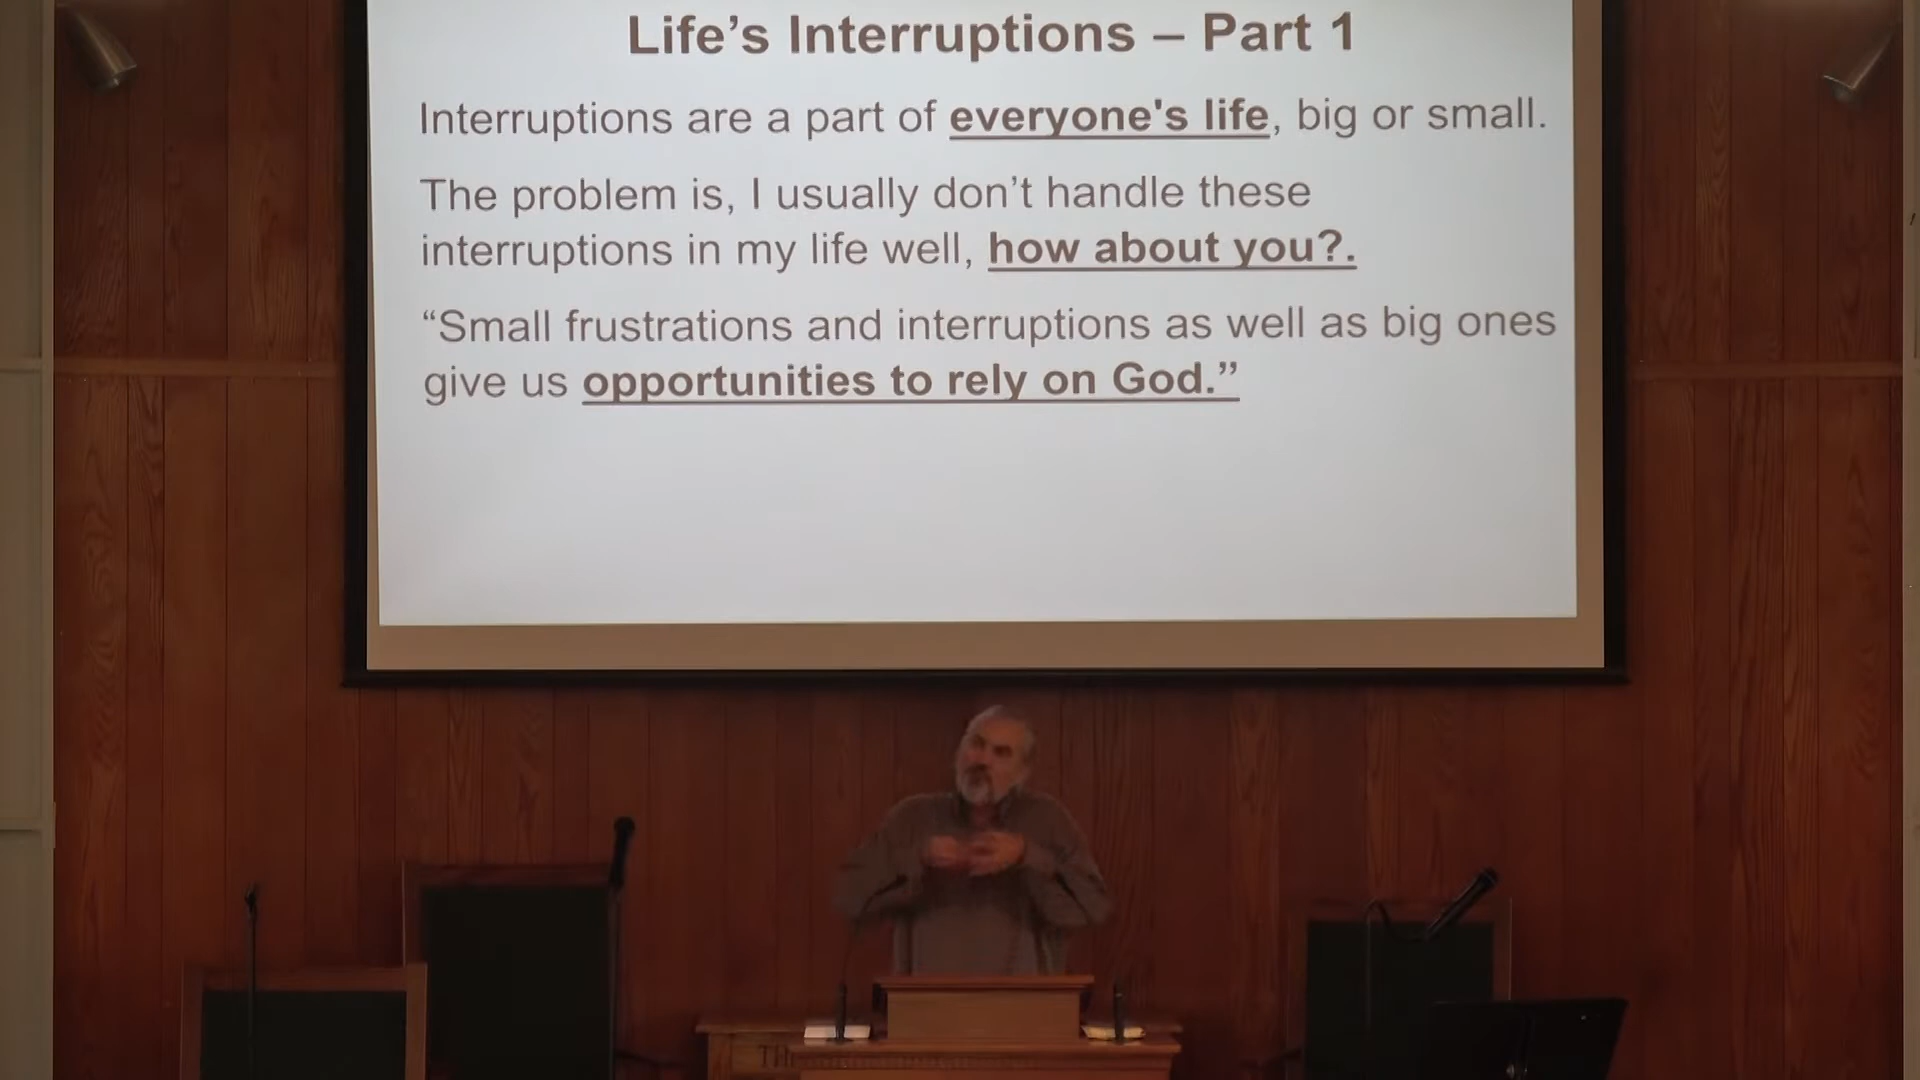 Life’s Interruptions – Part 1
Interruptions are a part of everyone's life, big or small.
The problem is, I usually don’t handle these
interruptions in my life well, how about you?.
“Small frustrations and interruptions as well as big ones
give us opportunities to rely on God.”